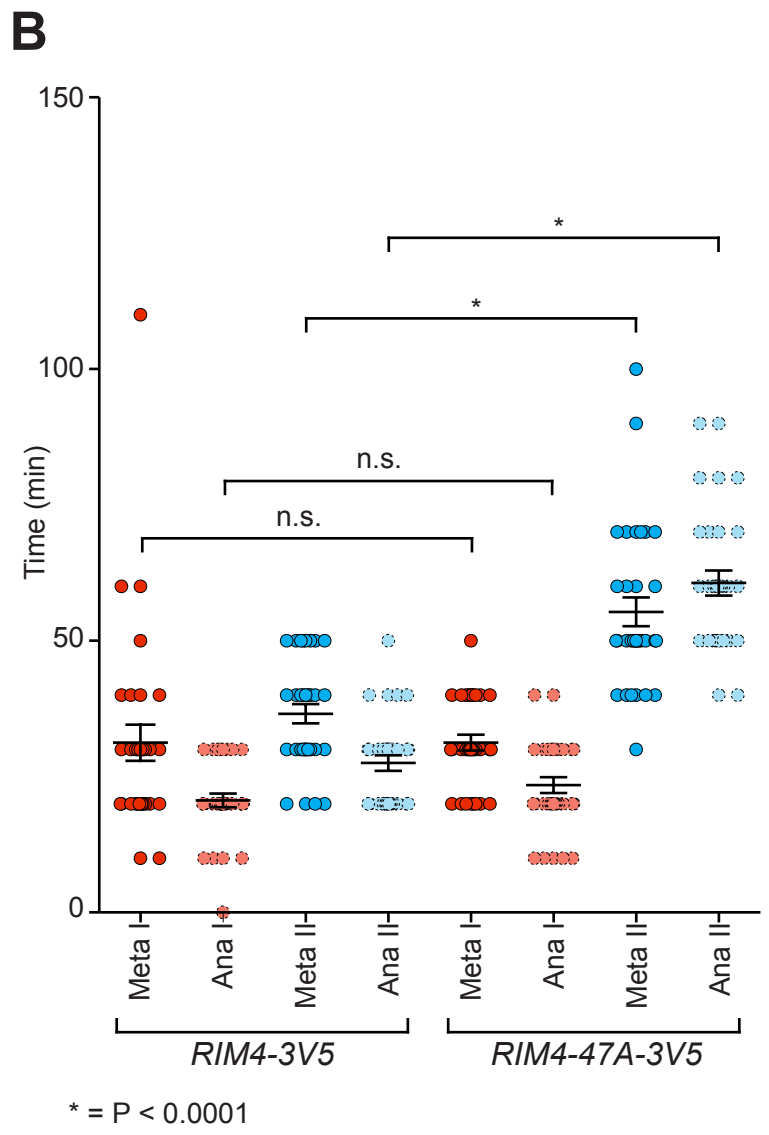 B
150
100
50
0
Time (min)
*
*
n.s.
n.s.
Meta I
Ana I
Meta II
Ana II
Meta I
Ana I
Meta II
Ana II
RIM4-3V5
RIM4-47A-3V5
* = P < 0.0001